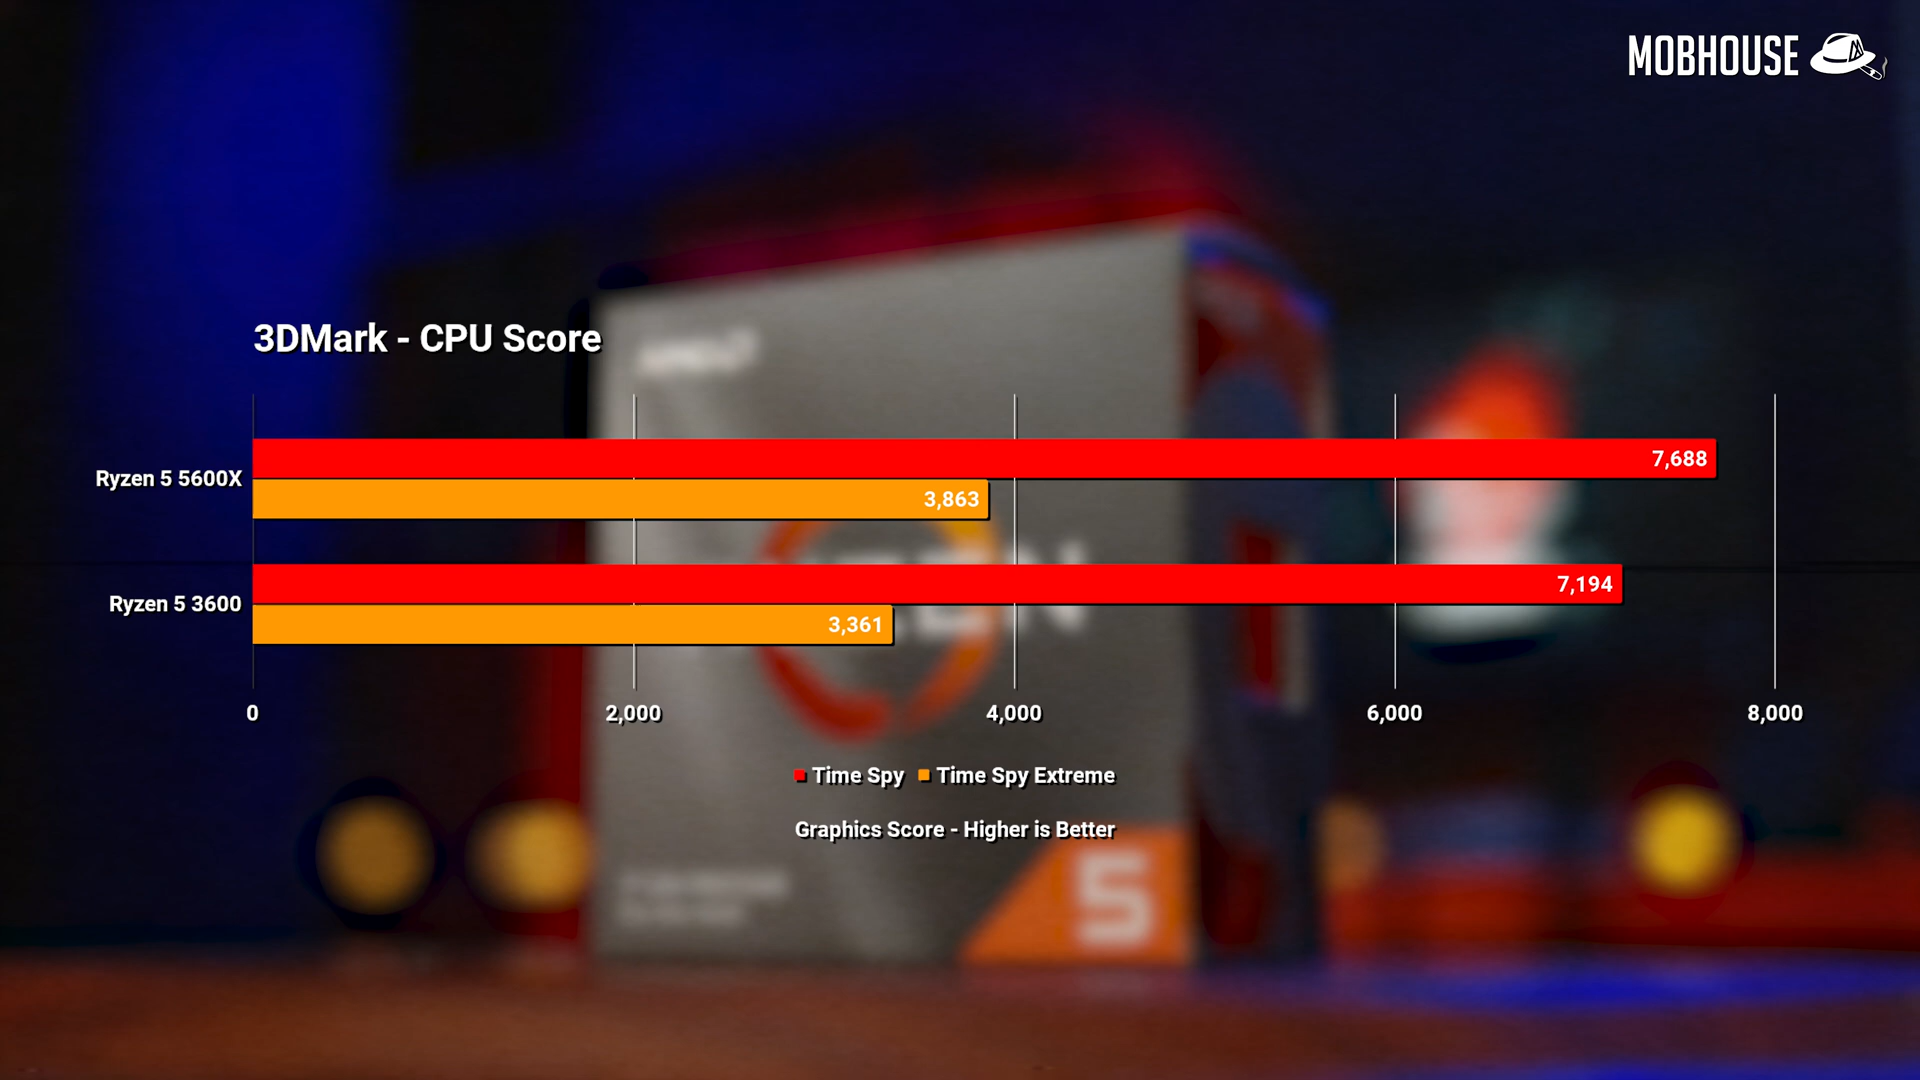 MOBHOUSE
3DMark - CPU Score
Ryzen 5 5600X
7,688
3,863
Ryzen 5 3600
7,194
3,361
0 2,000 4,000 6,000 8,000
Time Spy Time Spy Extreme
Graphics Score - Higher is Better
5